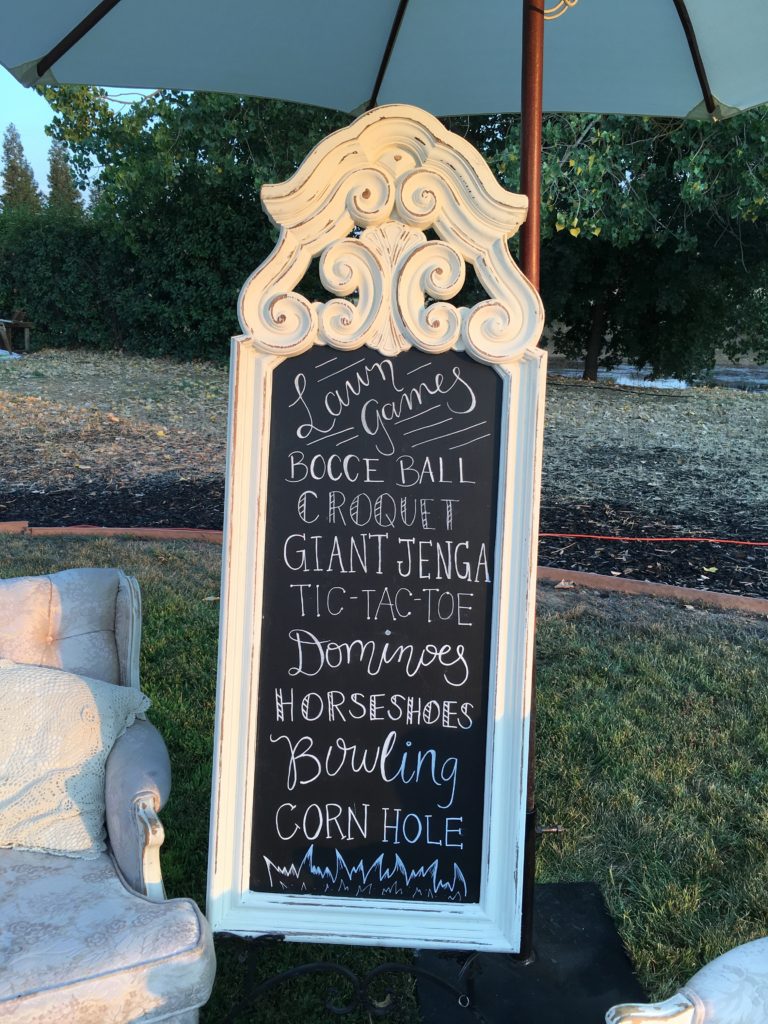 Lawn
games
BOCCE BALL
CROQUET
GIANT JENGA
TIC-TAC-TOE
Dominoes
HORSESHOES
Bowling
CORN HOLE